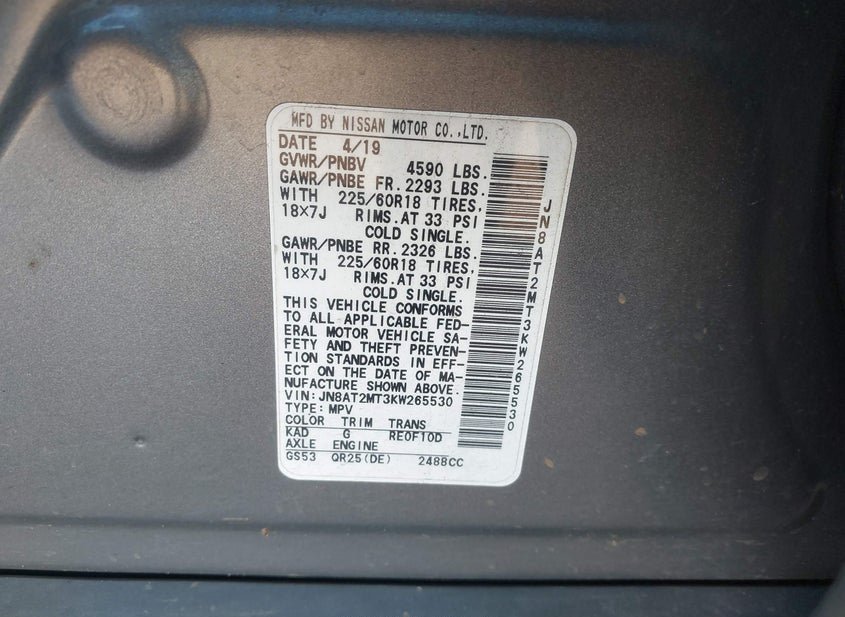 MFD BY NISSAN MOTOR CO.,LTD.
DATE 4/19
GVWR/PNBV 4590 LBS.
GAWR/PNBE FR. 2293 LBS.
WITH 225/60R18 TIRES,
18×7J RIMS.AT 33 PSI
COLD SINGLE.
GAWR/PNBE RR. 2326 LBS.
WITH 225/60R18 TIRES,
18×7J RIMS.AT 33 PSI
COLD SINGLE.
THIS VEHICLE CONFORMS
TO ALL APPLICABLE FED-
ERAL MOTOR VEHICLE SA-
FETY AND THEFT PREVEN-
TION STANDARDS IN EFF-
ECT ON THE DATE OF MA-
NUFACTURE SHOWN ABOVE.
VIN:JN8AT2MT3KW265530
TYPE:MPV
COLOR TRIM TRANS
KAD G RE0F10D
AXLE ENGINE
GS53 QR25(DE) 2488CC
JN8AT2MT3KW265530